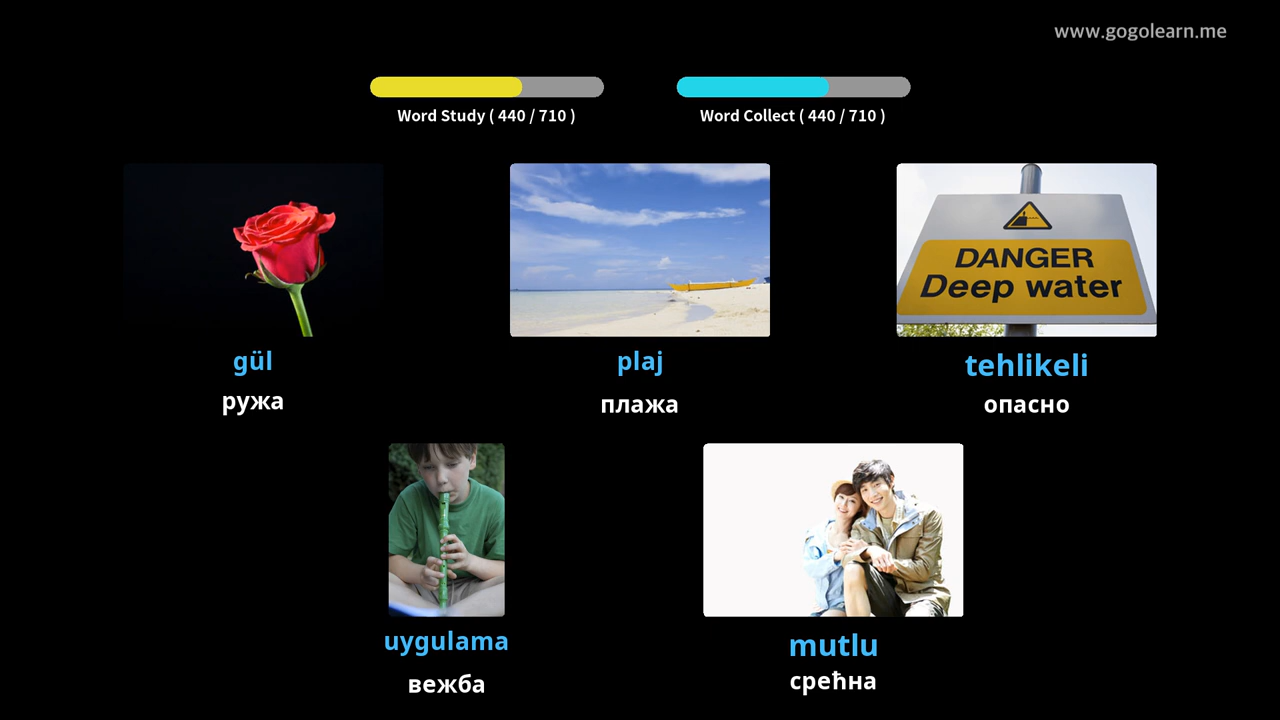 www.gogolearn.me
Word Study ( 440 / 710 )
Word Collect ( 440 / 710 )
DANGER
Deep water
gül
plaj
tehlikeli
ружа
плажа
опасно
uygulama
mutlu
вежба
срећна